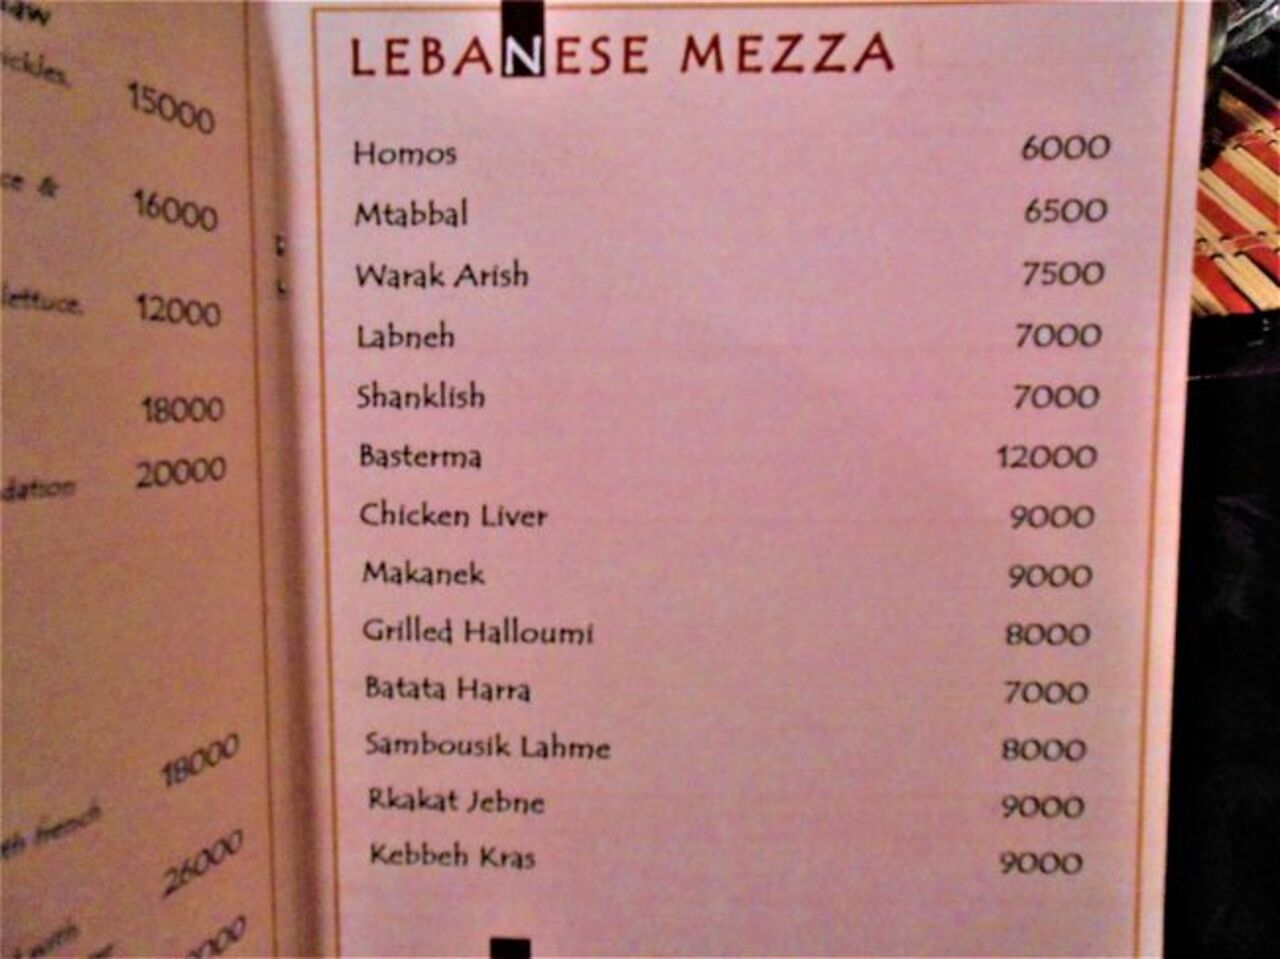 15000
16000
lettuce. 12000
18000
20000
18000
french
26000
LEBANESE MEZZA
Homos 6000
Mtabbal 6500
Warak Arish 7500
Labneh 7000
Shanklish 7000
Basterma 12000
Chicken Liver 9000
Makanek 9000
Grilled Halloumi 8000
Batata Harra 7000
Sambousik Lahme 8000
Rkakat Jebne 9000
Kebbeh Kras 9000